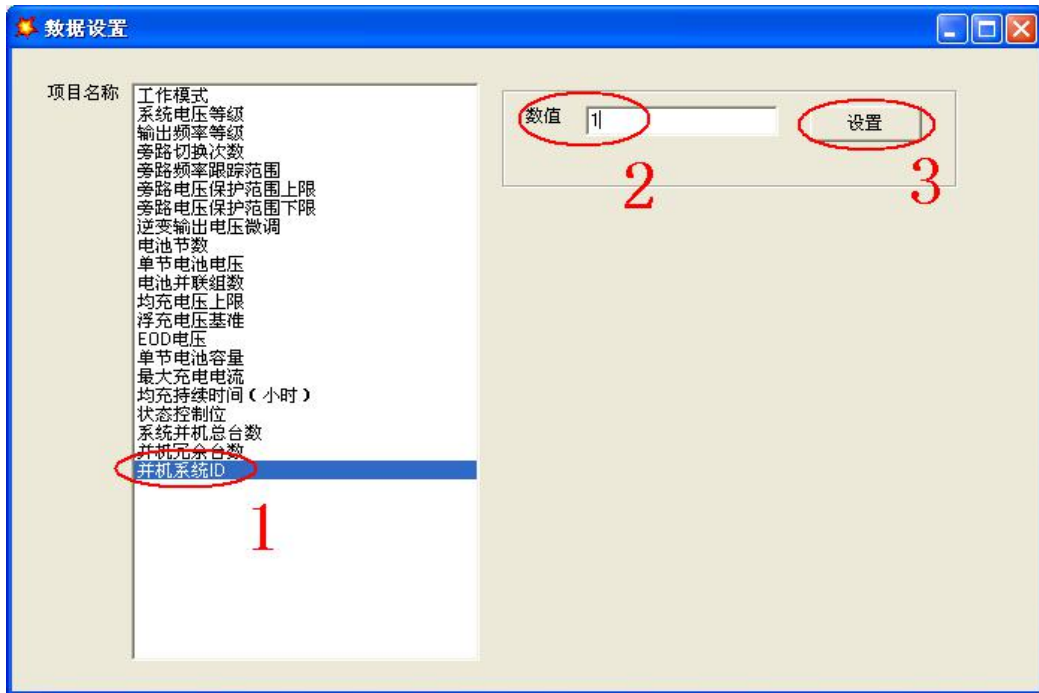 数据设置
项目名称
工作模式
系统电压等级
输出频率等级
旁路切换次数
旁路频率跟踪范围
旁路电压保护范围上限
旁路电压保护范围下限
逆变输出电压微调
电池节数
单节电池电压
电池并联组数
均充电压上限
浮充电压基准
EOD电压
单节电池容量
最大充电电流
均充持续时间(小时)
状态控制位
系统并机总台数
并机冗余台数
并机系统ID
数值 1 设置
1
2
3